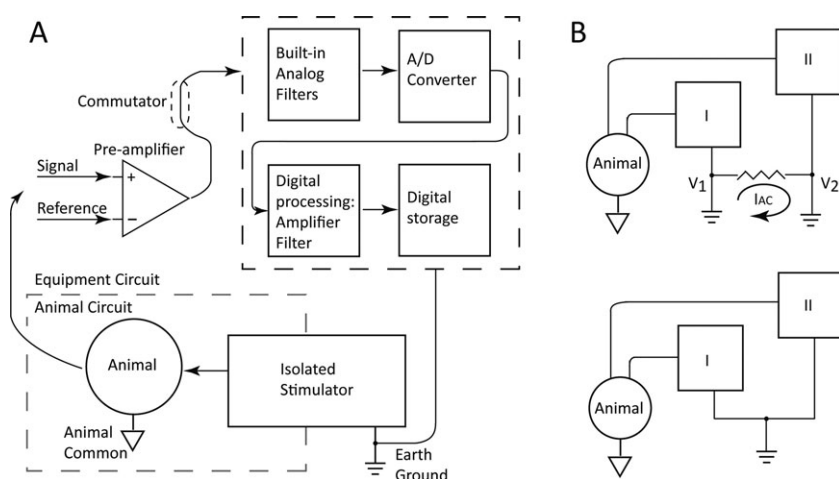 A
Built-in
Analog
Filters
A/D
Converter
Commutator
Pre-amplifier
Signal
+
Reference
−
Digital
processing:
Amplifier
Filter
Digital
storage
Equipment Circuit
Animal Circuit
Animal
Isolated
Stimulator
Animal
Common
Earth
Ground
B
II
I
Animal
V1
V2
IAC
II
I
Animal